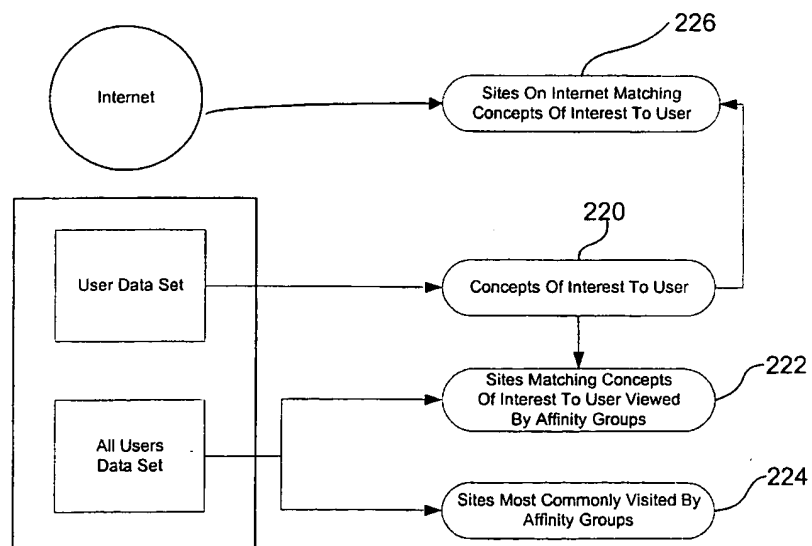 226
Internet
Sites On Internet Matching
Concepts Of Interest To User
220
User Data Set
Concepts Of Interest To User
Sites Matching Concepts
Of Interest To User Viewed
By Affinity Groups
222
All Users
Data Set
224
Sites Most Commonly Visited By
Affinity Groups